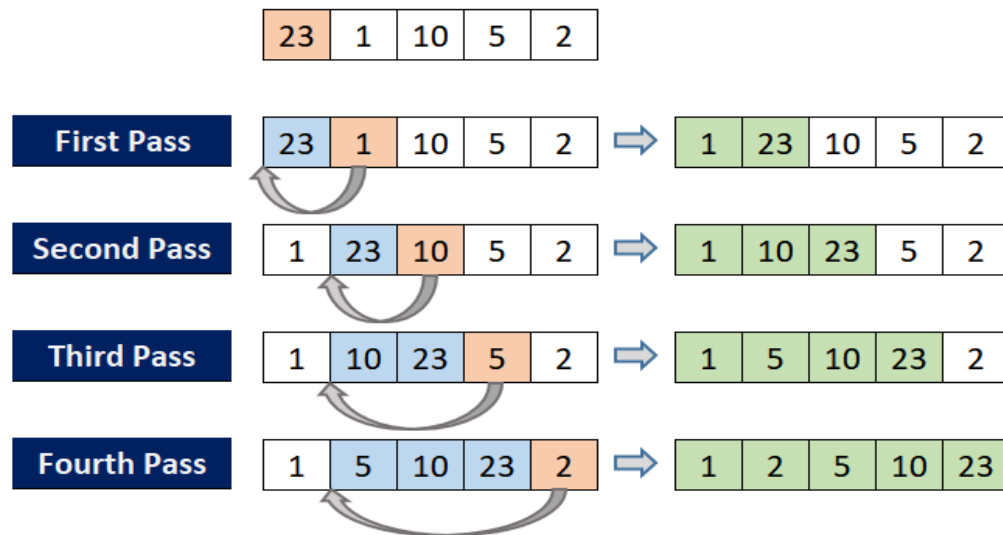 23 1 10 5 2
First Pass 23 1 10 5 2 1 23 10 5 2
Second Pass 1 23 10 5 2 1 10 23 5 2
Third Pass 1 10 23 5 2 1 5 10 23 2
Fourth Pass 1 5 10 23 2 1 2 5 10 23